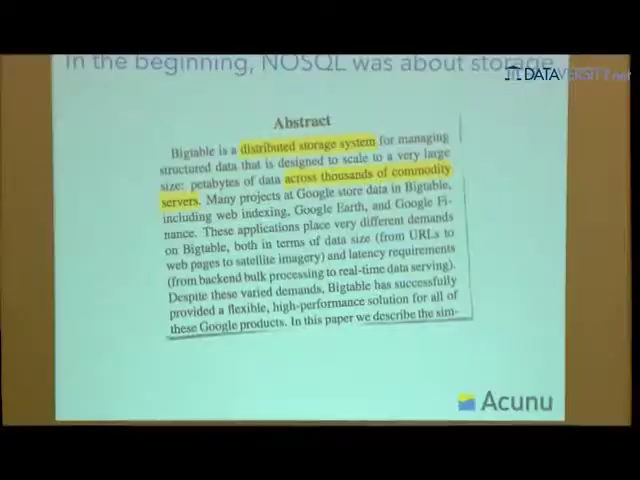 In the beginning, NOSQL was about storage
DATAVERSITY.net
Abstract
Bigtable is a distributed storage system for managing
structured data that is designed to scale to a very large
size: petabytes of data across thousands of commodity
servers. Many projects at Google store data in Bigtable,
including web indexing, Google Earth, and Google Fi-
nance. These applications place very different demands
on Bigtable, both in terms of data size (from URLs to
web pages to satellite imagery) and latency requirements
(from backend bulk processing to real-time data serving).
Despite these varied demands, Bigtable has successfully
provided a flexible, high-performance solution for all of
these Google products. In this paper we describe the sim-
Acunu